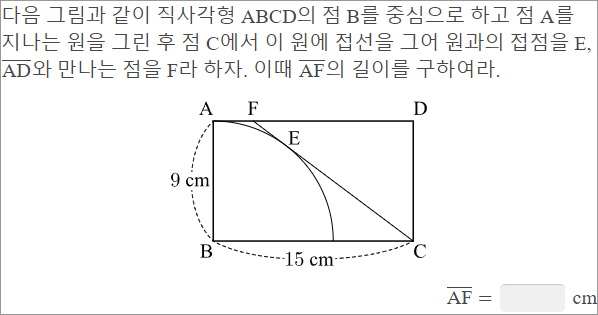 다음 그림과 같이 직사각형 ABCD의 점 B를 중심으로 하고 점 A를
지나는 원을 그린 후 점 C에서 이 원에 접선을 그어 원과의 접점을 E,
AD와 만나는 점을 F라 하자. 이때 AF의 길이를 구하여라.
A F D
E
9 cm
B C
15 cm
AF = cm